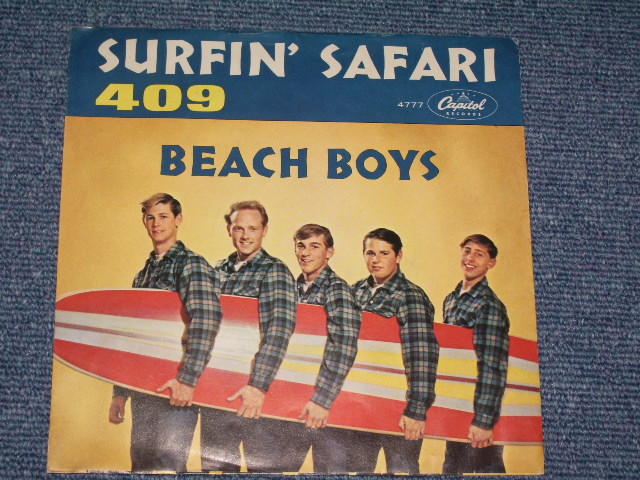 SURFIN' SAFARI
409
4777 Capitol
RECORDS
BEACH BOYS